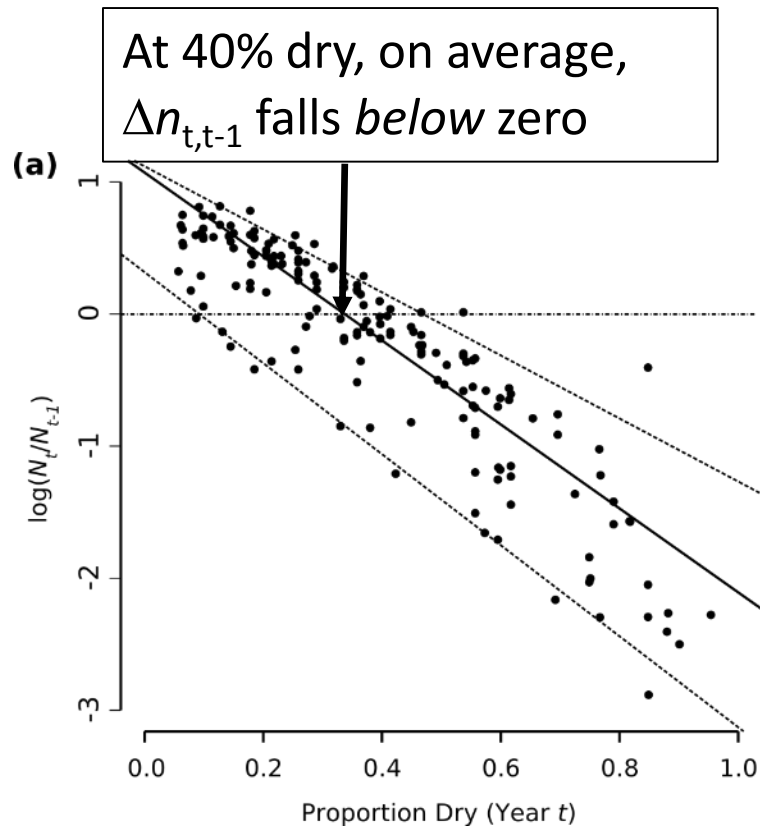 At 40% dry, on average,
Δnt,t-1 falls below zero
(a)
1
0
-1
-2
-3
log(Nt/Nt-1)
0.0 0.2 0.4 0.6 0.8 1.0
Proportion Dry (Year t)